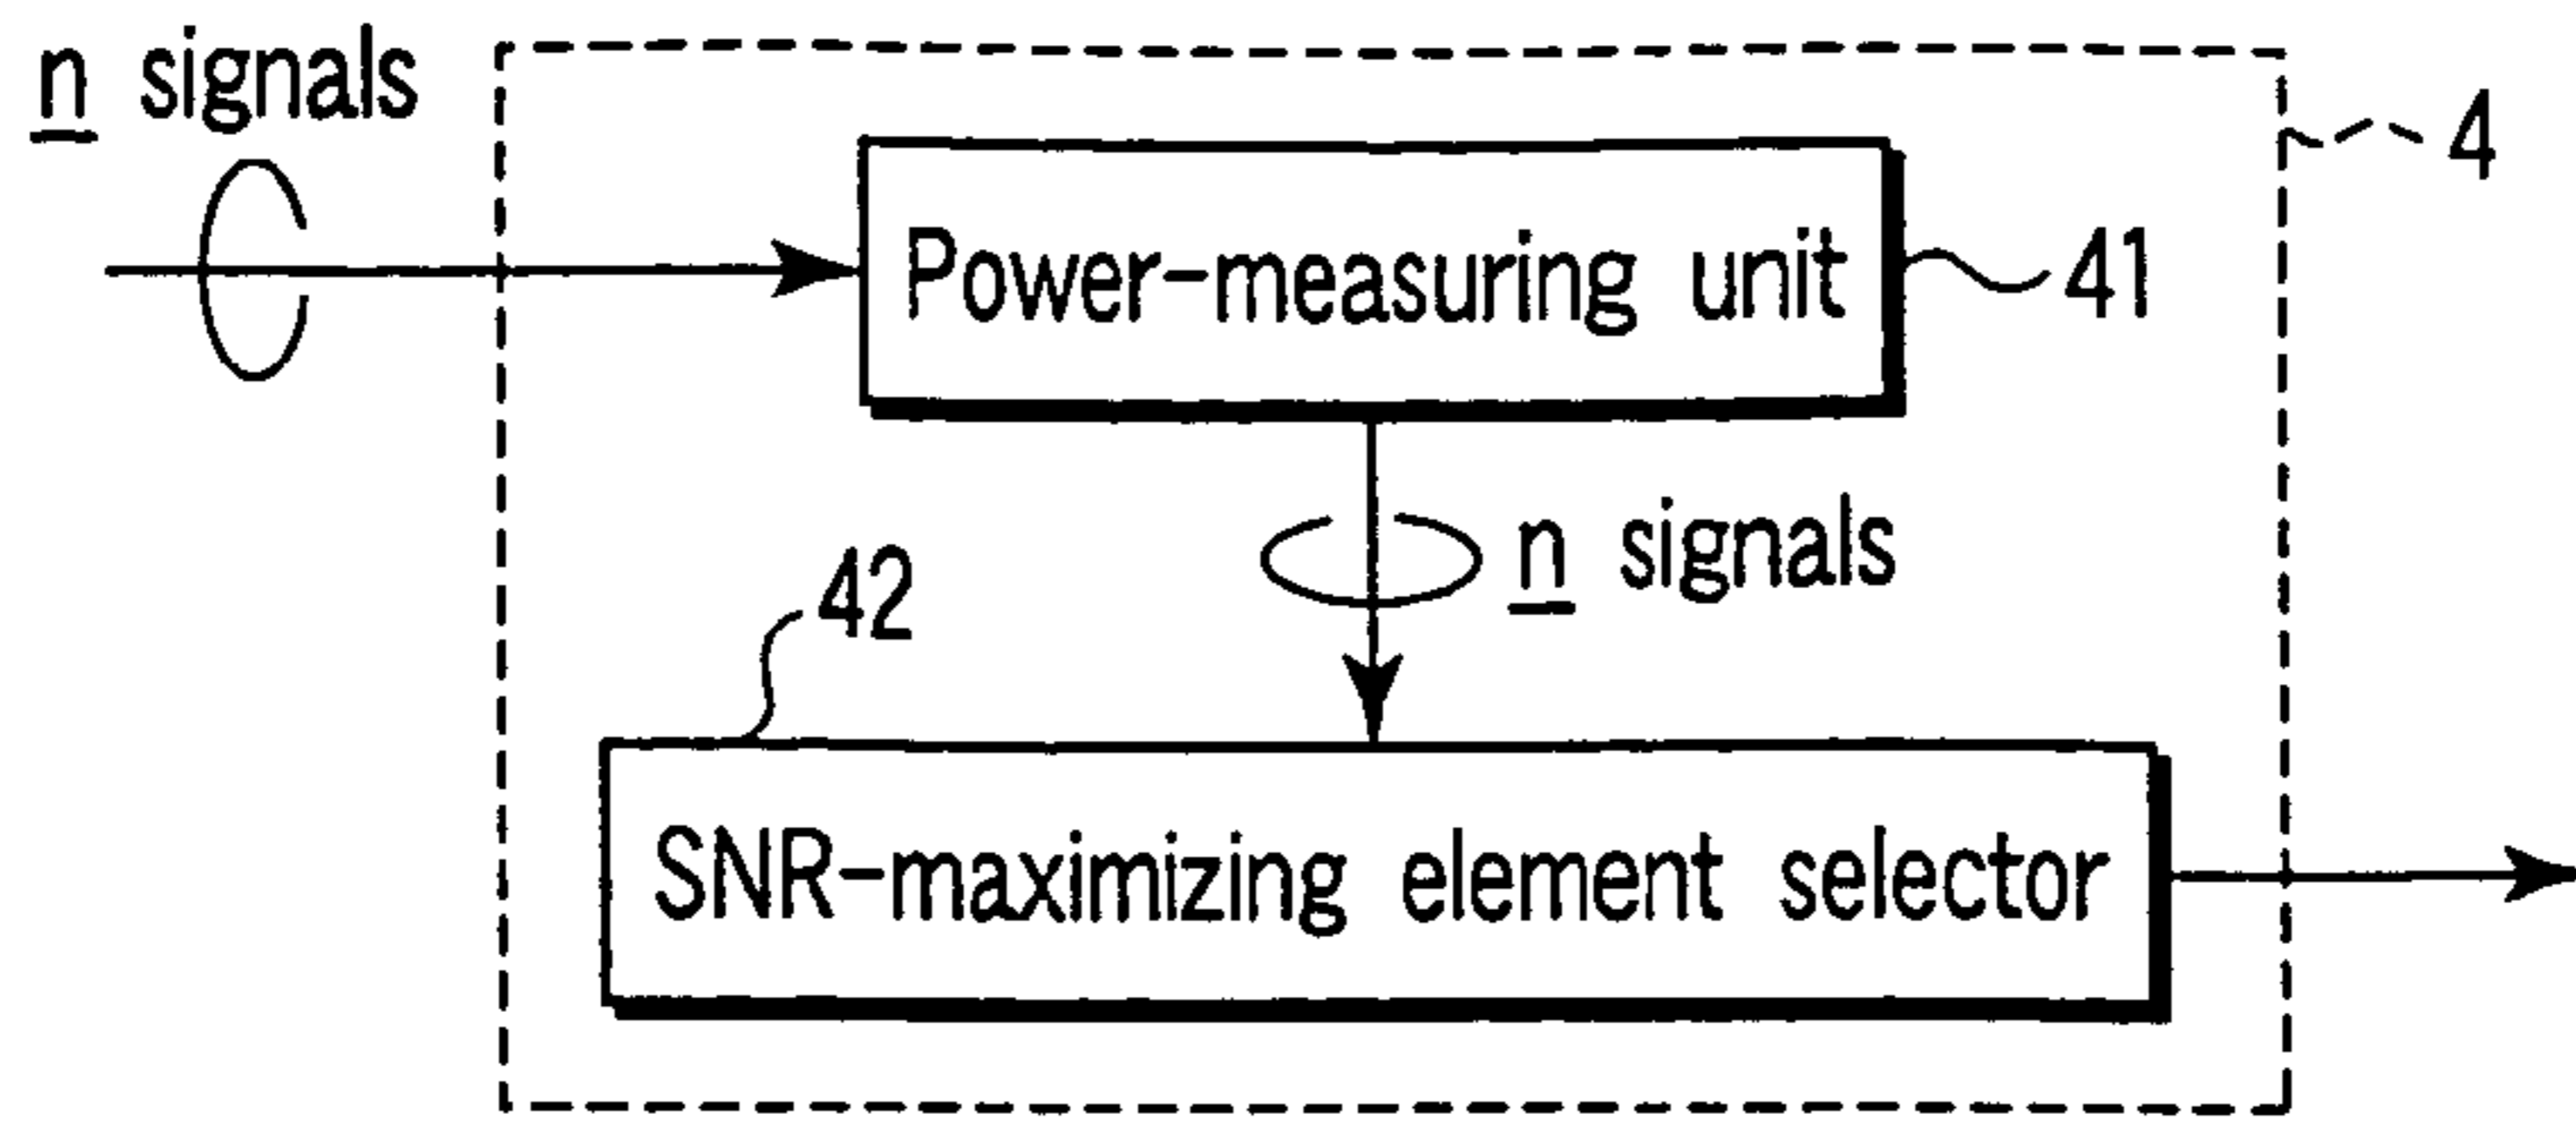 n signals
4
Power-measuring unit
41
n signals
42
SNR-maximizing element selector